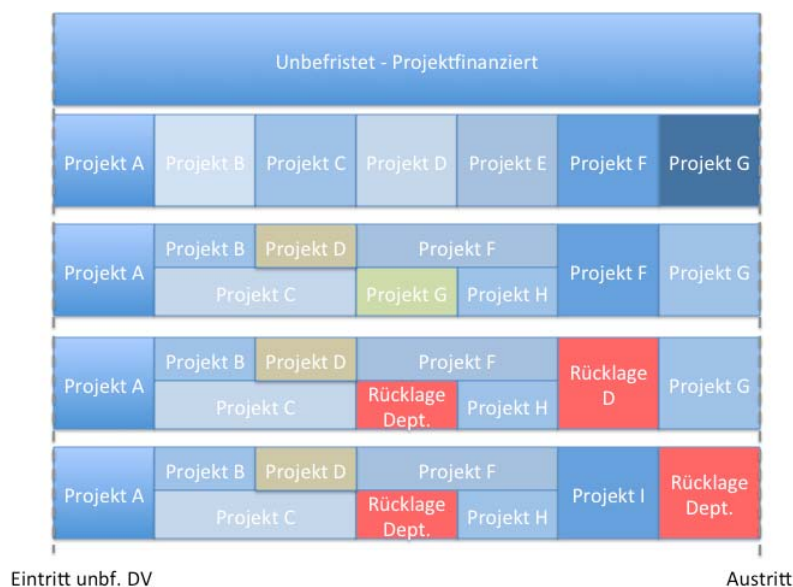 Unbefristet - Projektfinanziert
Projekt A Projekt B Projekt C Projekt D Projekt E Projekt F Projekt G
Projekt A
Projekt B Projekt D Projekt F
Projekt C Projekt G Projekt H
Projekt F
Projekt G
Projekt A
Projekt B Projekt D Projekt F
Projekt C
Rücklage
Dept.
Projekt H
Rücklage
D
Projekt G
Projekt A
Projekt B Projekt D Projekt F
Projekt C
Rücklage
Dept.
Projekt H
Projekt I
Rücklage
Dept.
Eintritt unbf. DV
Austritt